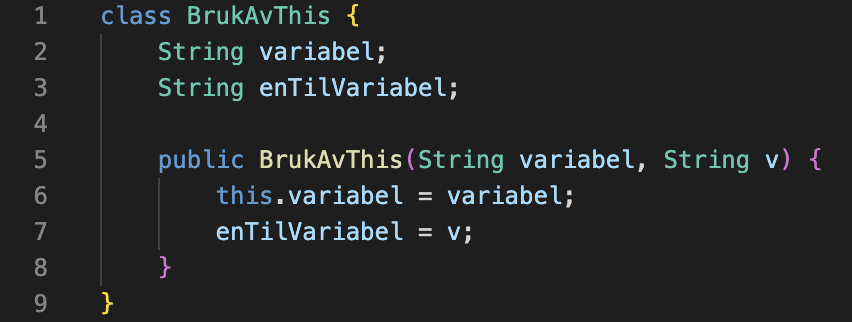 1 class BrukAvThis {
2 String variabel;
3 String enTilVariabel;
4
5 public BrukAvThis(String variabel, String v) {
6 this.variabel = variabel;
7 enTilVariabel = v;
8 }
9 }